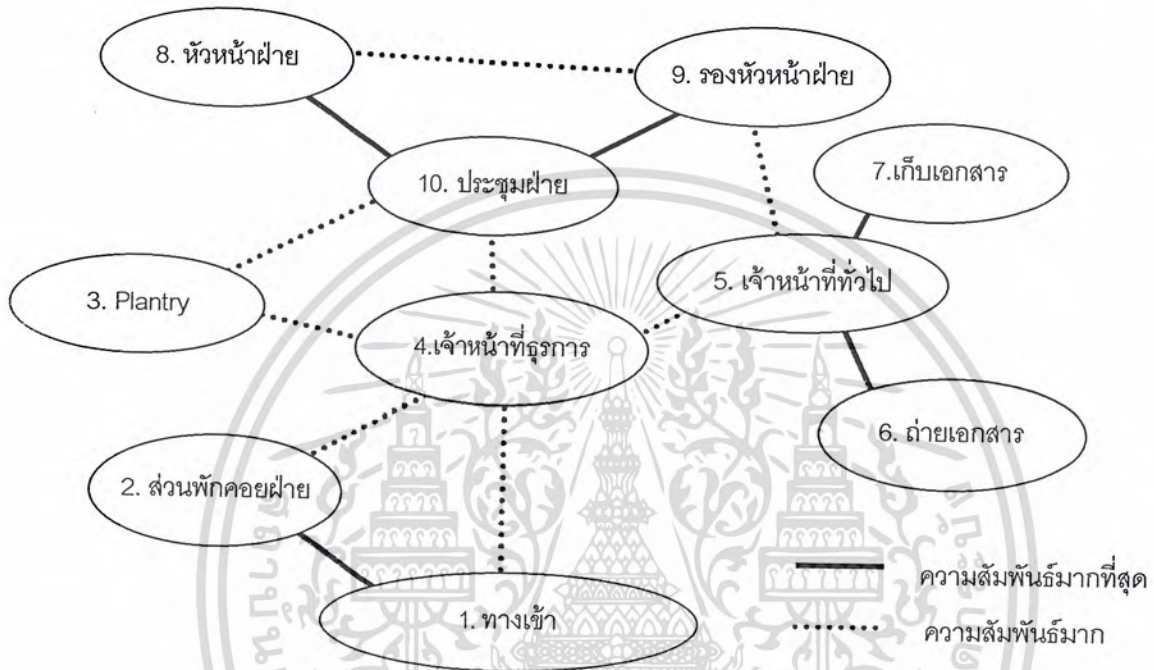 8. หัวหน้าฝ่าย
9. รองหัวหน้าฝ่าย
7.เก็บเอกสาร
10. ประชุมฝ่าย
5. เจ้าหน้าที่ทั่วไป
3. Plantry
4.เจ้าหน้าที่ธุรการ
6. ถ่ายเอกสาร
2. ส่วนพักคอยฝ่าย
ความสัมพันธ์มากที่สุด
1. ทางเข้า
ความสัมพันธ์มาก